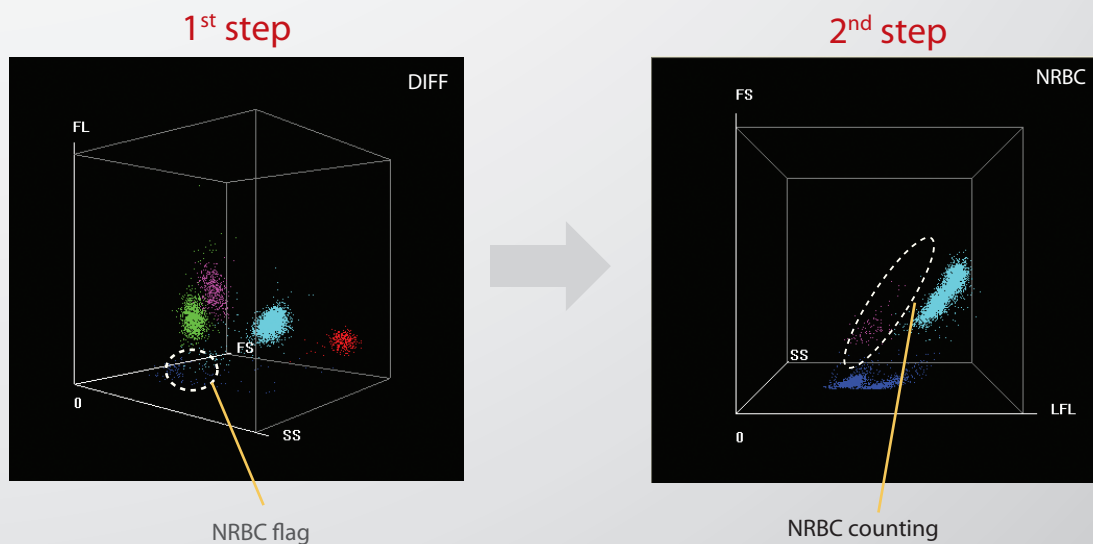 1st step
DIFF
FL
FS
0
SS
NRBC flag
2nd step
NRBC
FS
SS
LFL
0
NRBC counting